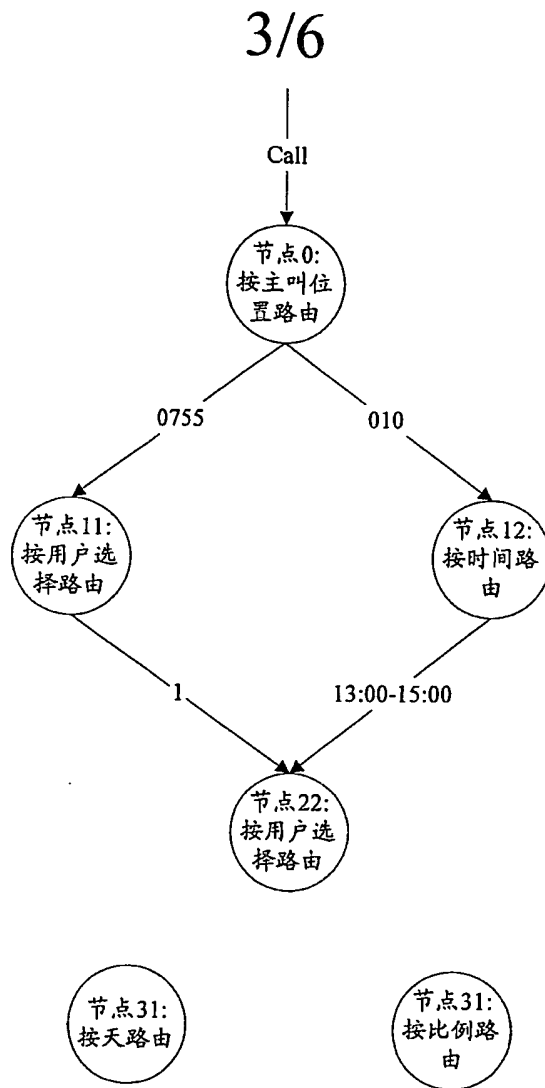 3/6
Call
节点0:
按主叫位
置路由
0755
010
节点11:
按用户选
择路由
节点12:
按时间路
由
1
13:00-15:00
节点22:
按用户选
择路由
节点31:
按天路由
节点31:
按比例路
由